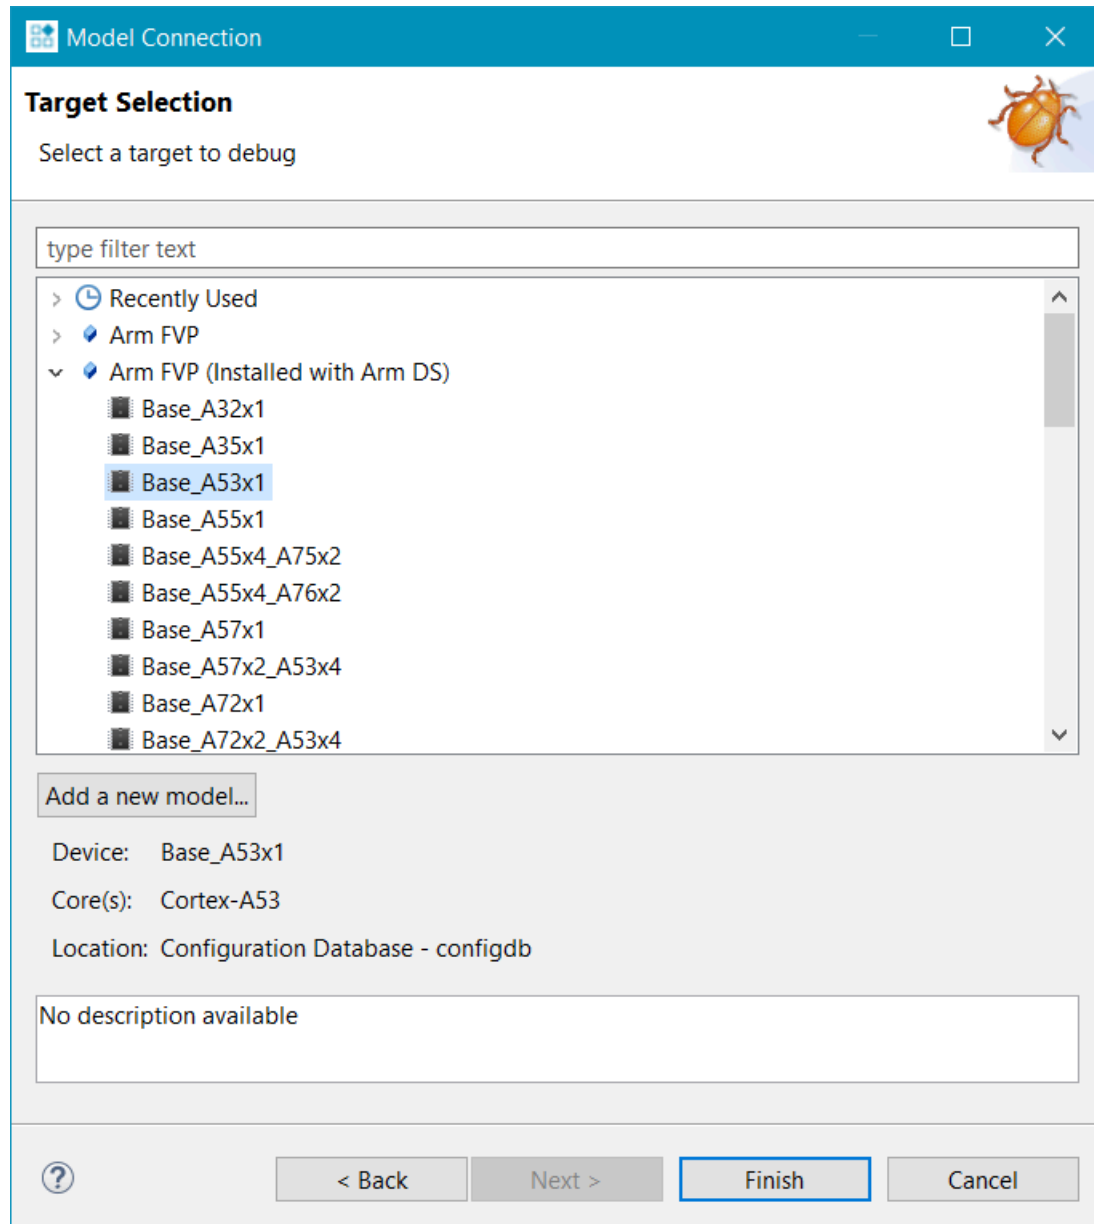 Model Connection
Target Selection
Select a target to debug
type filter text
Recently Used
Arm FVP
Arm FVP (Installed with Arm DS)
Base_A32x1
Base_A35x1
Base_A53x1
Base_A55x1
Base_A55x4_A75x2
Base_A55x4_A76x2
Base_A57x1
Base_A57x2_A53x4
Base_A72x1
Base_A72x2_A53x4
Add a new model...
Device: Base_A53x1
Core(s): Cortex-A53
Location: Configuration Database - configdb
No description available
? < Back Next > Finish Cancel